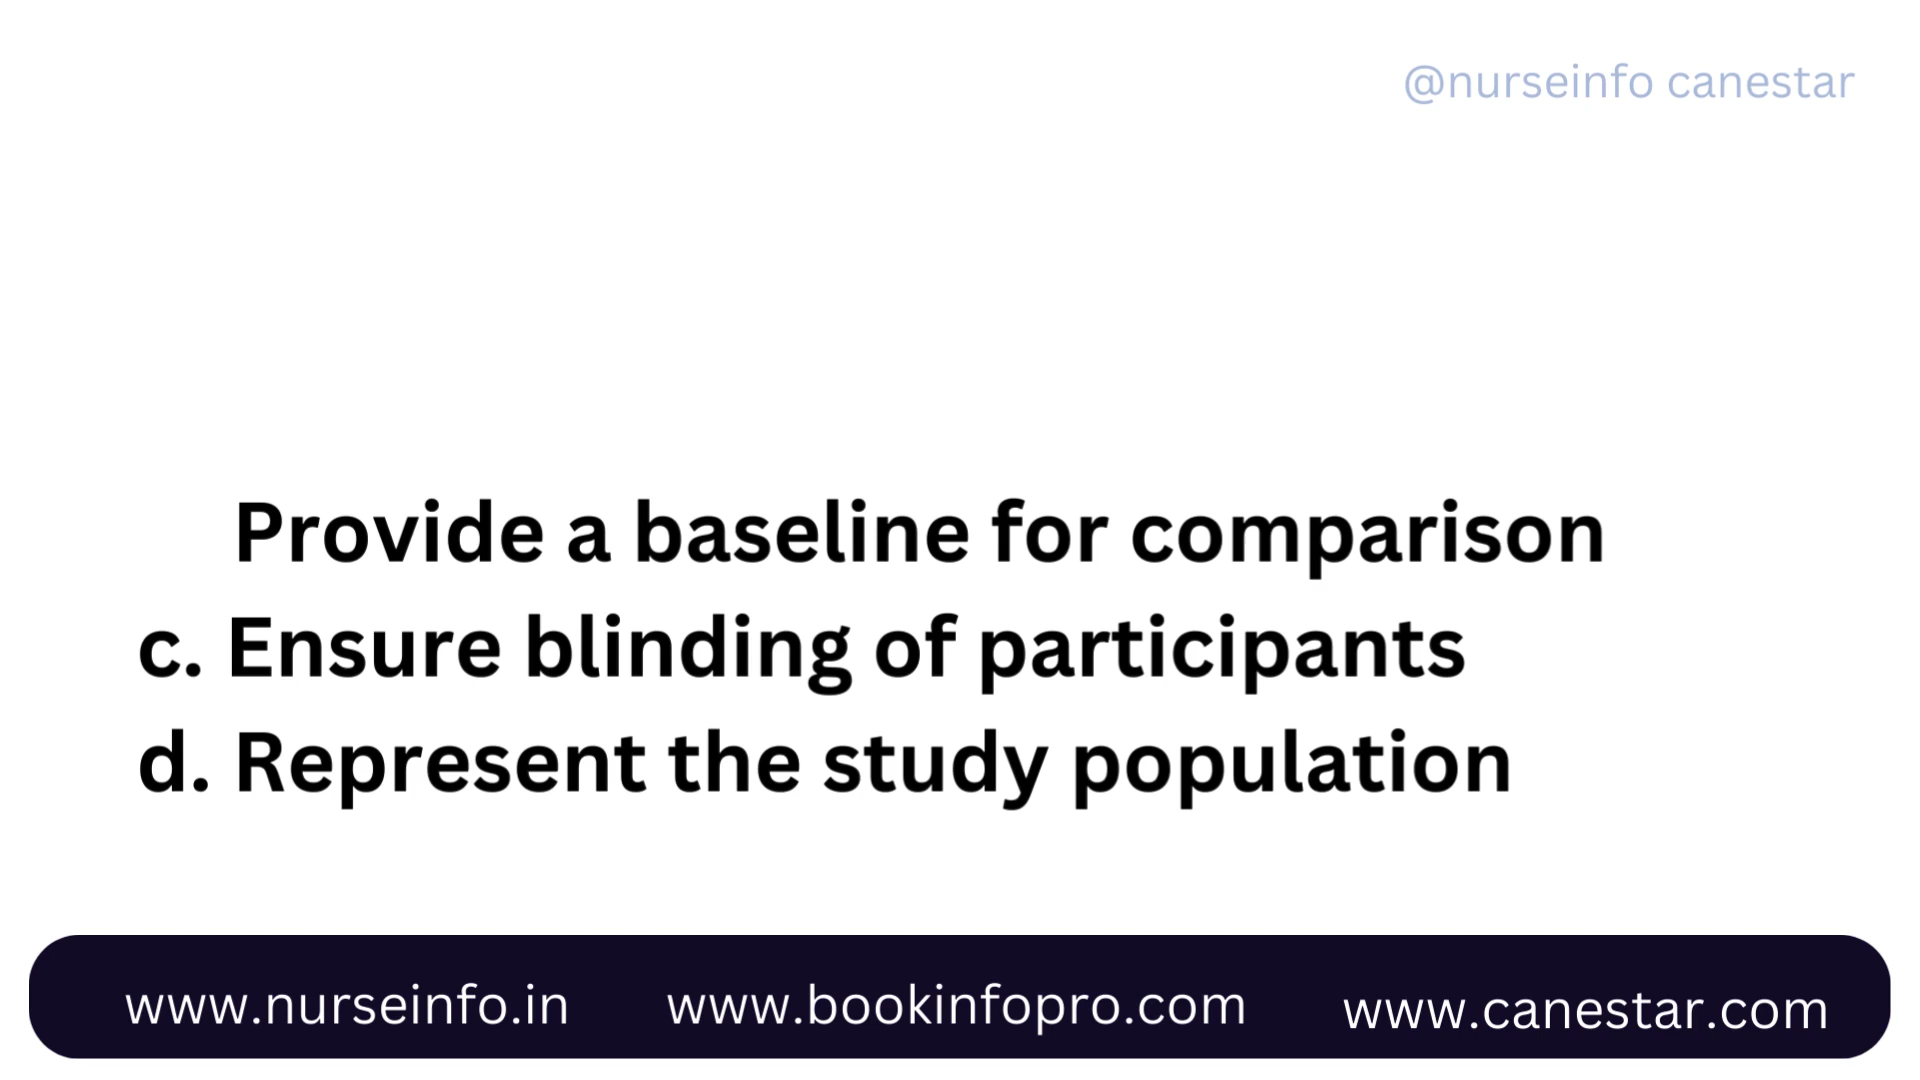 @nurseinfo canestar
Provide a baseline for comparison
c. Ensure blinding of participants
d. Represent the study population
www.nurseinfo.in www.bookinfopro.com www.canestar.com